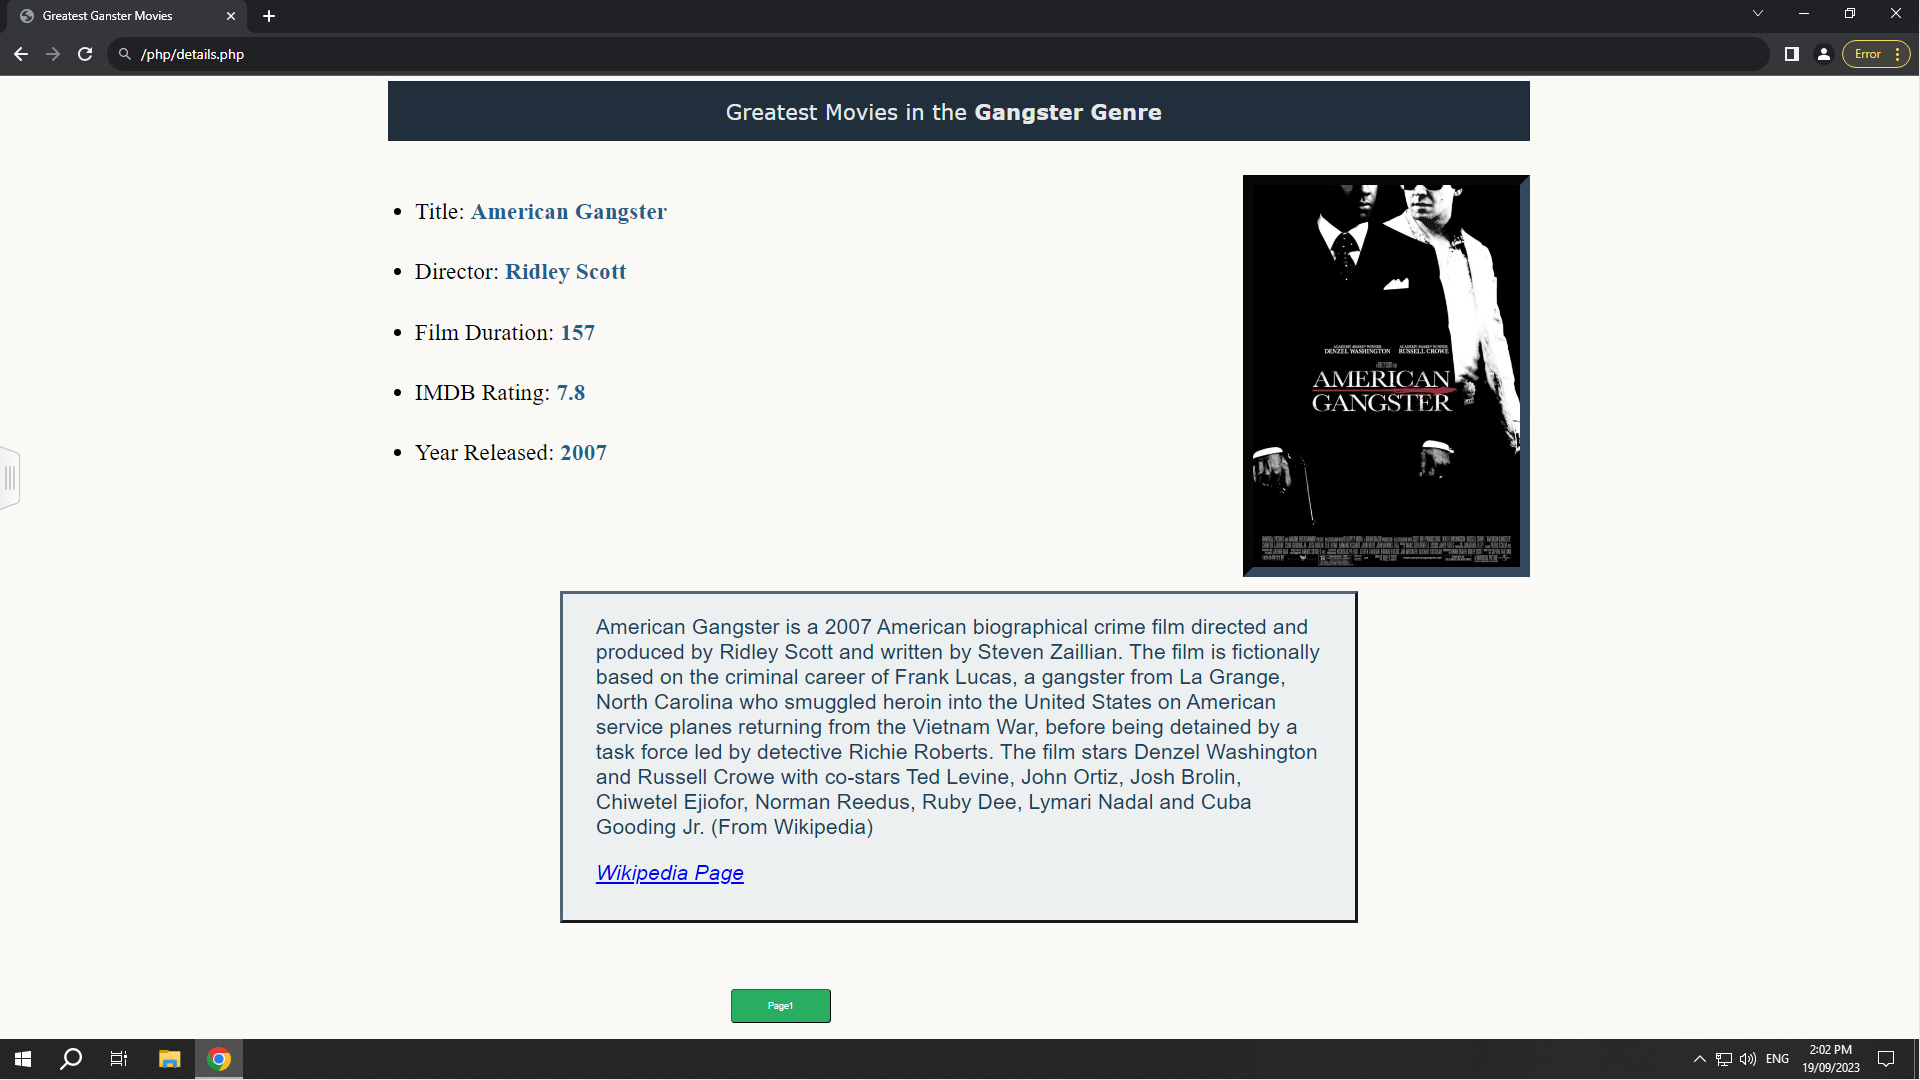 Greatest Ganster Movies
/php/details.php
Error
Greatest Movies in the Gangster Genre
Title: American Gangster
Director: Ridley Scott
Film Duration: 157
IMDB Rating: 7.8
Year Released: 2007
ACADEMY AWARD WINNER ACADEMY AWARD WINNER
DENZEL WASHINGTON RUSSELL CROWE
AMERICAN
GANGSTER
American Gangster is a 2007 American biographical crime film directed and
produced by Ridley Scott and written by Steven Zaillian. The film is fictionally
based on the criminal career of Frank Lucas, a gangster from La Grange,
North Carolina who smuggled heroin into the United States on American
service planes returning from the Vietnam War, before being detained by a
task force led by detective Richie Roberts. The film stars Denzel Washington
and Russell Crowe with co-stars Ted Levine, John Ortiz, Josh Brolin,
Chiwetel Ejiofor, Norman Reedus, Ruby Dee, Lymari Nadal and Cuba
Gooding Jr. (From Wikipedia)
Wikipedia Page
Page1
ENG
2:02 PM
19/09/2023